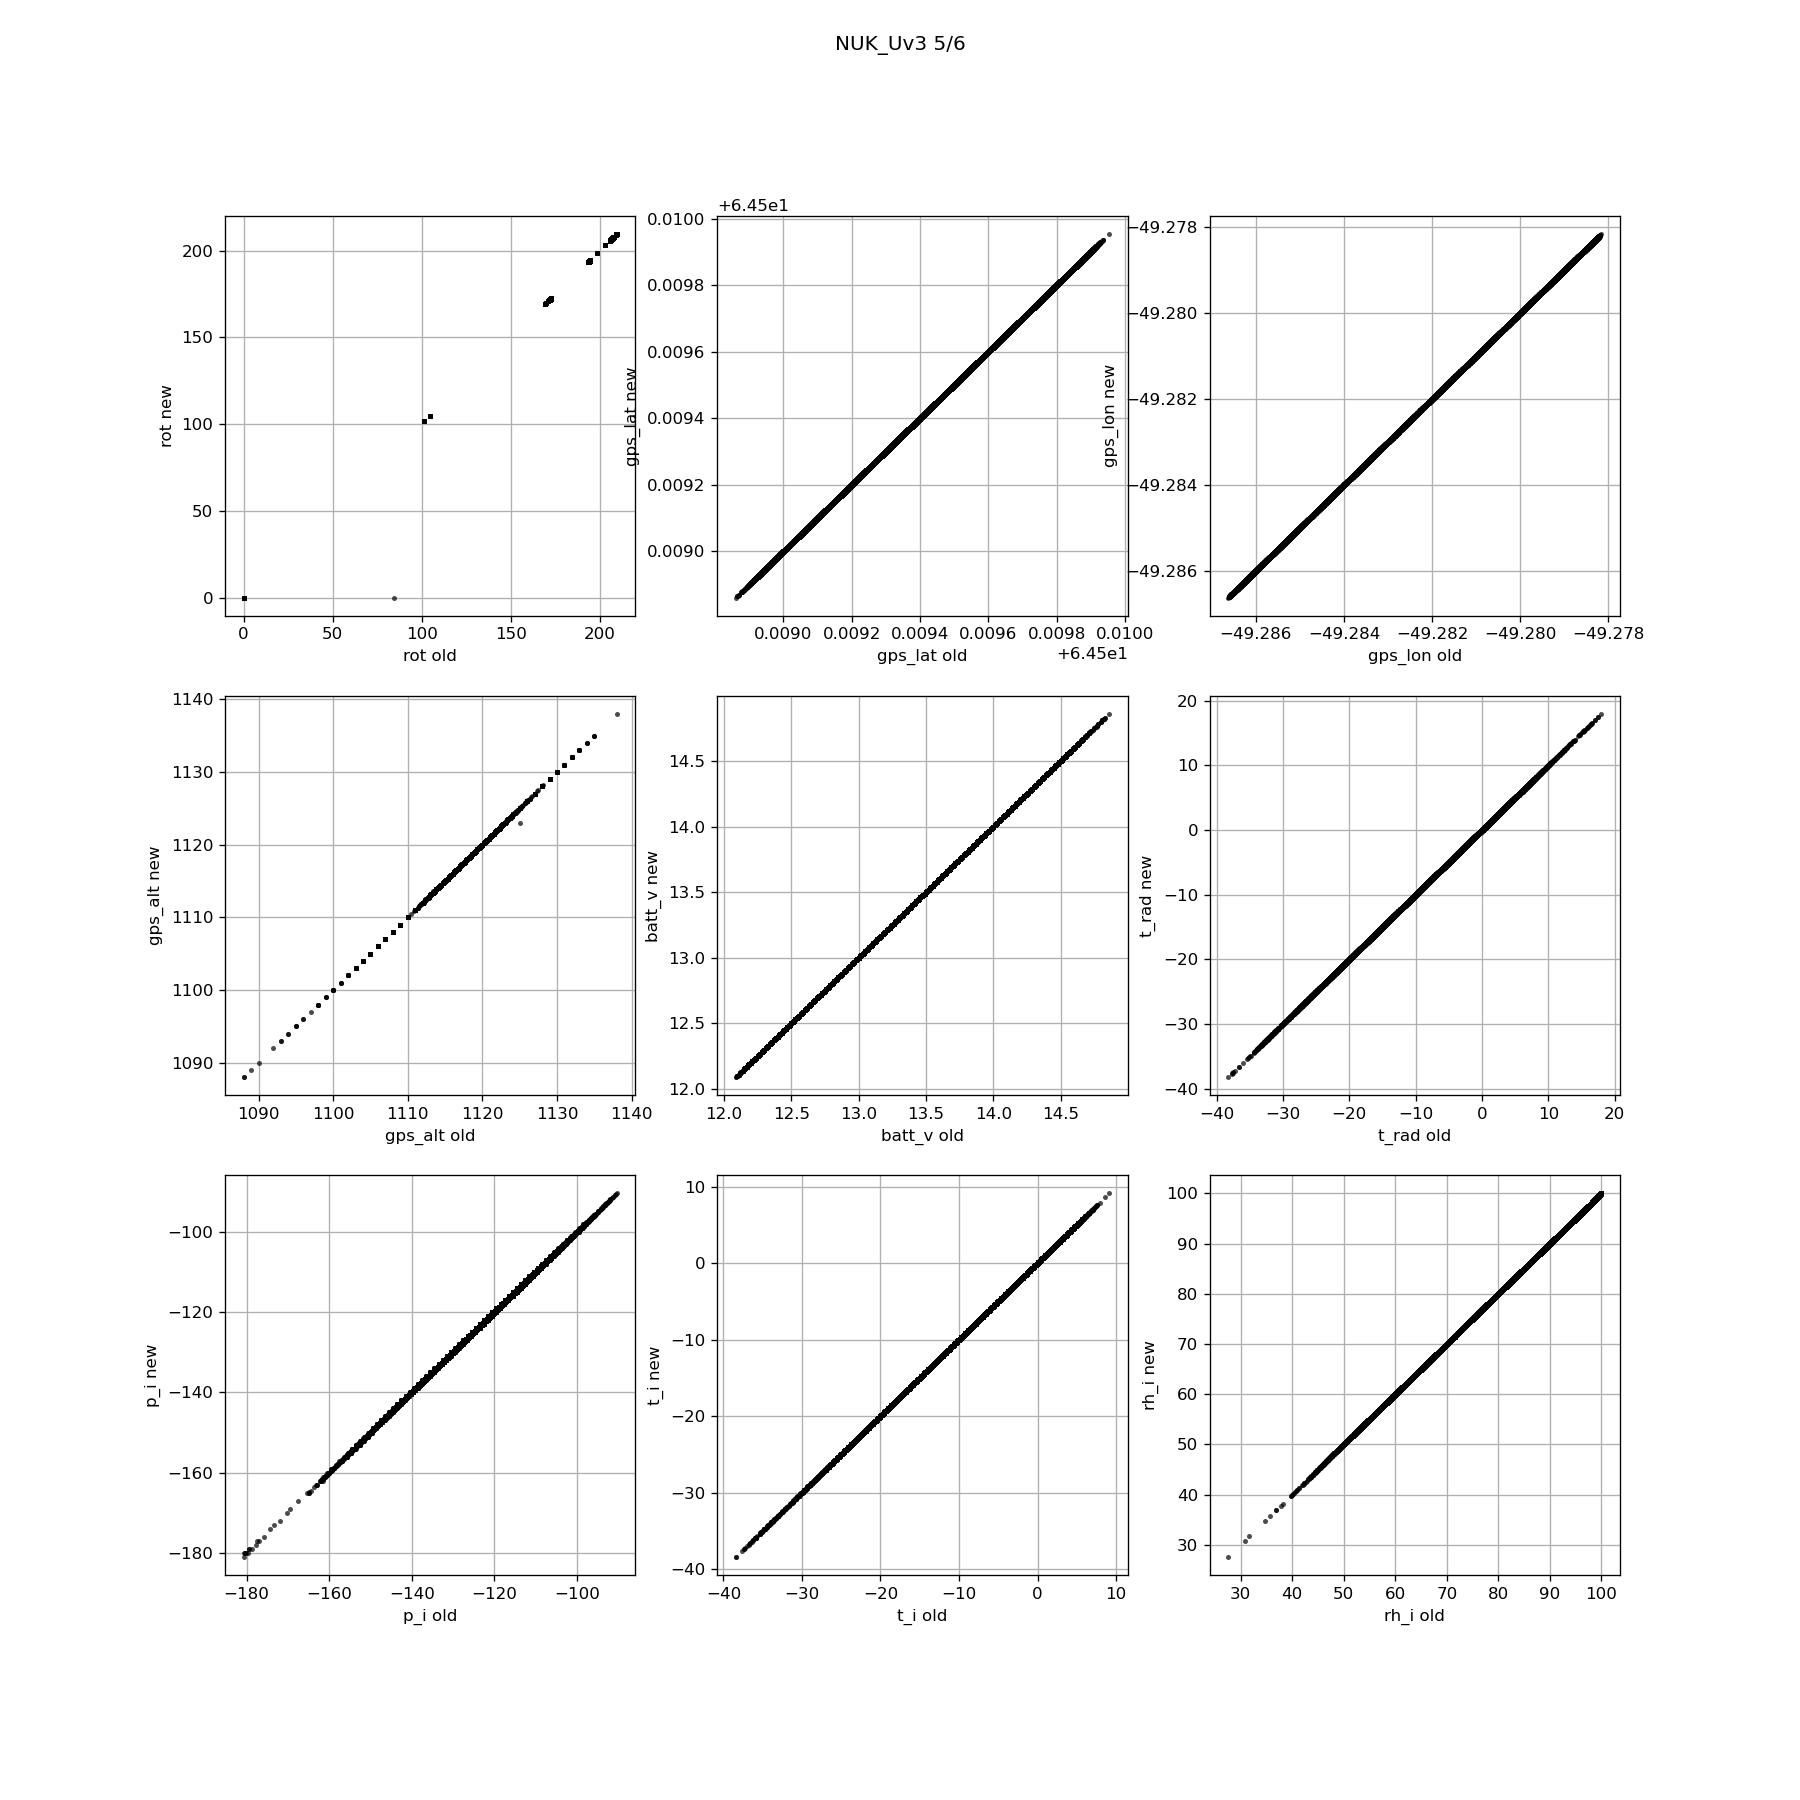 NUK_Uv3 5/6
+6.45e1
200
150
100
50
0
rot new
0 50 100 150 200
rot old
0.0100
0.0098
0.0096
0.0094
0.0092
0.0090
gps_lat new
0.0090 0.0092 0.0094 0.0096 0.0098 0.0100
gps_lat old
+6.45e1
−49.278
−49.280
−49.282
−49.284
−49.286
gps_lon new
−49.286 −49.284 −49.282 −49.280 −49.278
gps_lon old
1140
1130
1120
1110
1100
1090
gps_alt new
1090 1100 1110 1120 1130 1140
gps_alt old
14.5
14.0
13.5
13.0
12.5
12.0
batt_v new
12.0 12.5 13.0 13.5 14.0 14.5
batt_v old
20
10
0
−10
−20
−30
−40
t_rad new
−40 −30 −20 −10 0 10 20
t_rad old
−100
−120
−140
−160
−180
p_i new
−180 −160 −140 −120 −100
p_i old
10
0
−10
−20
−30
−40
t_i new
−40 −30 −20 −10 0 10
t_i old
100
90
80
70
60
50
40
30
rh_i new
30 40 50 60 70 80 90 100
rh_i old